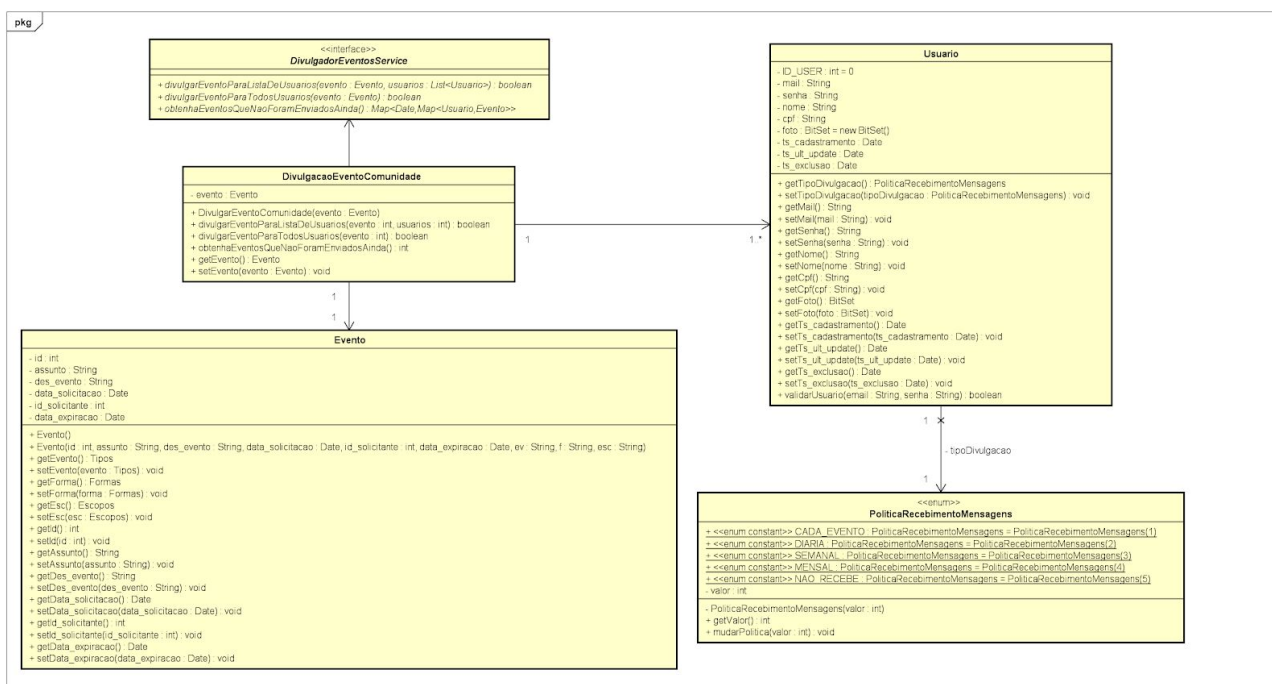 pkg
<<interface>>
DivulgadorEventosService
+ divulgarEventoParaListaDeUsuarios(evento : Evento, usuarios : List<Usuario>) : boolean
+ divulgarEventoParaTodosUsuarios(evento : Evento) : boolean
+ obtenhaEventosQueNaoForamEnviadosAinda() : Map<Date,Map<Usuario,Evento>>
DivulgacaoEventoComunidade
- evento : Evento
+ DivulgarEventoComunidade(evento : Evento)
+ divulgarEventoParaListaDeUsuarios(evento : int, usuarios : int) : boolean
+ divulgarEventoParaTodosUsuarios(evento : int) : boolean
+ obtenhaEventosQueNaoForamEnviadosAinda() : int
+ getEvento() : Evento
+ setEvento(evento : Evento) : void
1
1..*
1
1
Usuario
- ID_USER : int = 0
- mail : String
- senha : String
- nome : String
- cpf : String
- foto : BitSet = new BitSet()
- ts_cadastramento : Date
- ts_ult_update : Date
- ts_exclusao : Date
+ getTipoDivulgacao() : PoliticaRecebimentoMensagens
+ setTipoDivulgacao(tipoDivulgacao : PoliticaRecebimentoMensagens) : void
+ getMail() : String
+ setMail(mail : String) : void
+ getSenha() : String
+ setSenha(senha : String) : void
+ getNome() : String
+ setNome(nome : String) : void
+ getCpf() : String
+ setCpf(cpf : String) : void
+ getFoto() : BitSet
+ setFoto(foto : BitSet) : void
+ getTs_cadastramento() : Date
+ setTs_cadastramento(ts_cadastramento : Date) : void
+ getTs_ult_update() : Date
+ setTs_ult_update(ts_ult_update : Date) : void
+ getTs_exclusao() : Date
+ setTs_exclusao(ts_exclusao : Date) : void
+ validarUsuario(email : String, senha : String) : boolean
Evento
- id : int
- assunto : String
- des_evento : String
- data_solicitacao : Date
- id_solicitante : int
- data_expiracao : Date
+ Evento()
+ Evento(id : int, assunto : String, des_evento : String, data_solicitacao : Date, id_solicitante : int, data_expiracao : Date, ev : String, f : String, esc : String)
+ getEvento() : Tipos
+ setEvento(evento : Tipos) : void
+ getForma() : Formas
+ setForma(forma : Formas) : void
+ getEsc() : Escopos
+ setEsc(esc : Escopos) : void
+ getId() : int
+ setId(id : int) : void
+ getAssunto() : String
+ setAssunto(assunto : String) : void
+ getDes_evento() : String
+ setDes_evento(des_evento : String) : void
+ getData_solicitacao() : Date
+ setData_solicitacao(data_solicitacao : Date) : void
+ getId_solicitante() : int
+ setId_solicitante(id_solicitante : int) : void
+ getData_expiracao() : Date
+ setData_expiracao(data_expiracao : Date) : void
1
- tipoDivulgacao
1
<<enum>>
PoliticaRecebimentoMensagens
+ <<enum constant>> CADA_EVENTO : PoliticaRecebimentoMensagens = PoliticaRecebimentoMensagens(1)
+ <<enum constant>> DIARIA : PoliticaRecebimentoMensagens = PoliticaRecebimentoMensagens(2)
+ <<enum constant>> SEMANAL : PoliticaRecebimentoMensagens = PoliticaRecebimentoMensagens(3)
+ <<enum constant>> MENSAL : PoliticaRecebimentoMensagens = PoliticaRecebimentoMensagens(4)
+ <<enum constant>> NAO_RECEBE : PoliticaRecebimentoMensagens = PoliticaRecebimentoMensagens(5)
- valor : int
- PoliticaRecebimentoMensagens(valor : int)
+ getValor() : int
+ mudarPolitica(valor : int) : void